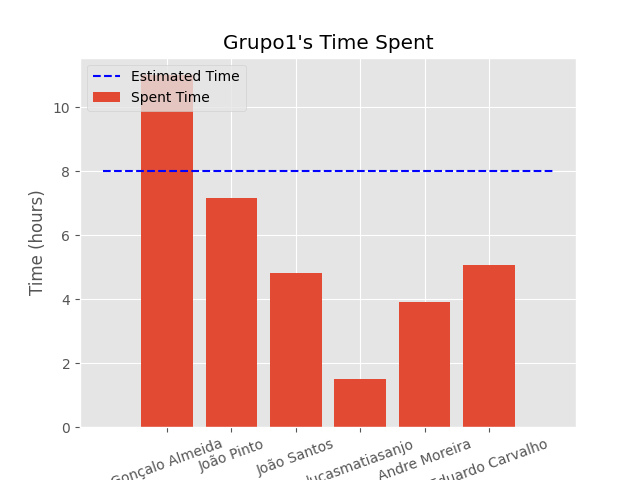 Grupo1's Time Spent
Estimated Time
Spent Time
10
8
6
4
2
0
Time (hours)
Gonçalo Almeida
João Pinto
João Santos
lucasmatiasanjo
Andre Moreira
Eduardo Carvalho